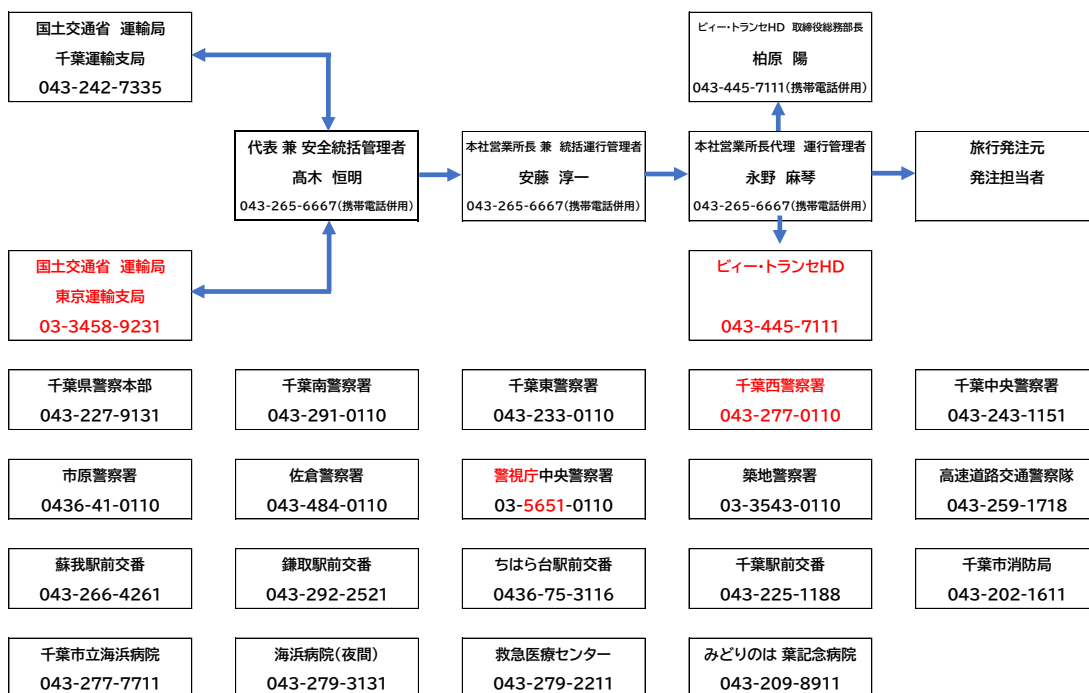 国土交通省 運輸局
千葉運輸支局
043-242-7335
ビィー・トランセHD 取締役総務部長
柏原 陽
043-445-7111(携帯電話併用)
代表 兼 安全統括管理者
髙木 恒明
043-265-6667(携帯電話併用)
本社営業所長 兼 統括運行管理者
安藤 淳一
043-265-6667(携帯電話併用)
本社営業所長代理 運行管理者
永野 麻琴
043-265-6667(携帯電話併用)
旅行発注元
発注担当者
国土交通省 運輸局
東京運輸支局
03-3458-9231
ビィー・トランセHD
043-445-7111
千葉県警察本部
043-227-9131
千葉南警察署
043-291-0110
千葉東警察署
043-233-0110
千葉西警察署
043-277-0110
千葉中央警察署
043-243-1151
市原警察署
0436-41-0110
佐倉警察署
043-484-0110
警視庁中央警察署
03-5651-0110
築地警察署
03-3543-0110
高速道路交通警察隊
043-259-1718
蘇我駅前交番
043-266-4261
鎌取駅前交番
043-292-2521
ちはら台駅前交番
0436-75-3116
千葉駅前交番
043-225-1188
千葉市消防局
043-202-1611
千葉市立海浜病院
043-277-7711
海浜病院(夜間)
043-279-3131
救急医療センター
043-279-2211
みどりのは 葉記念病院
043-209-8911